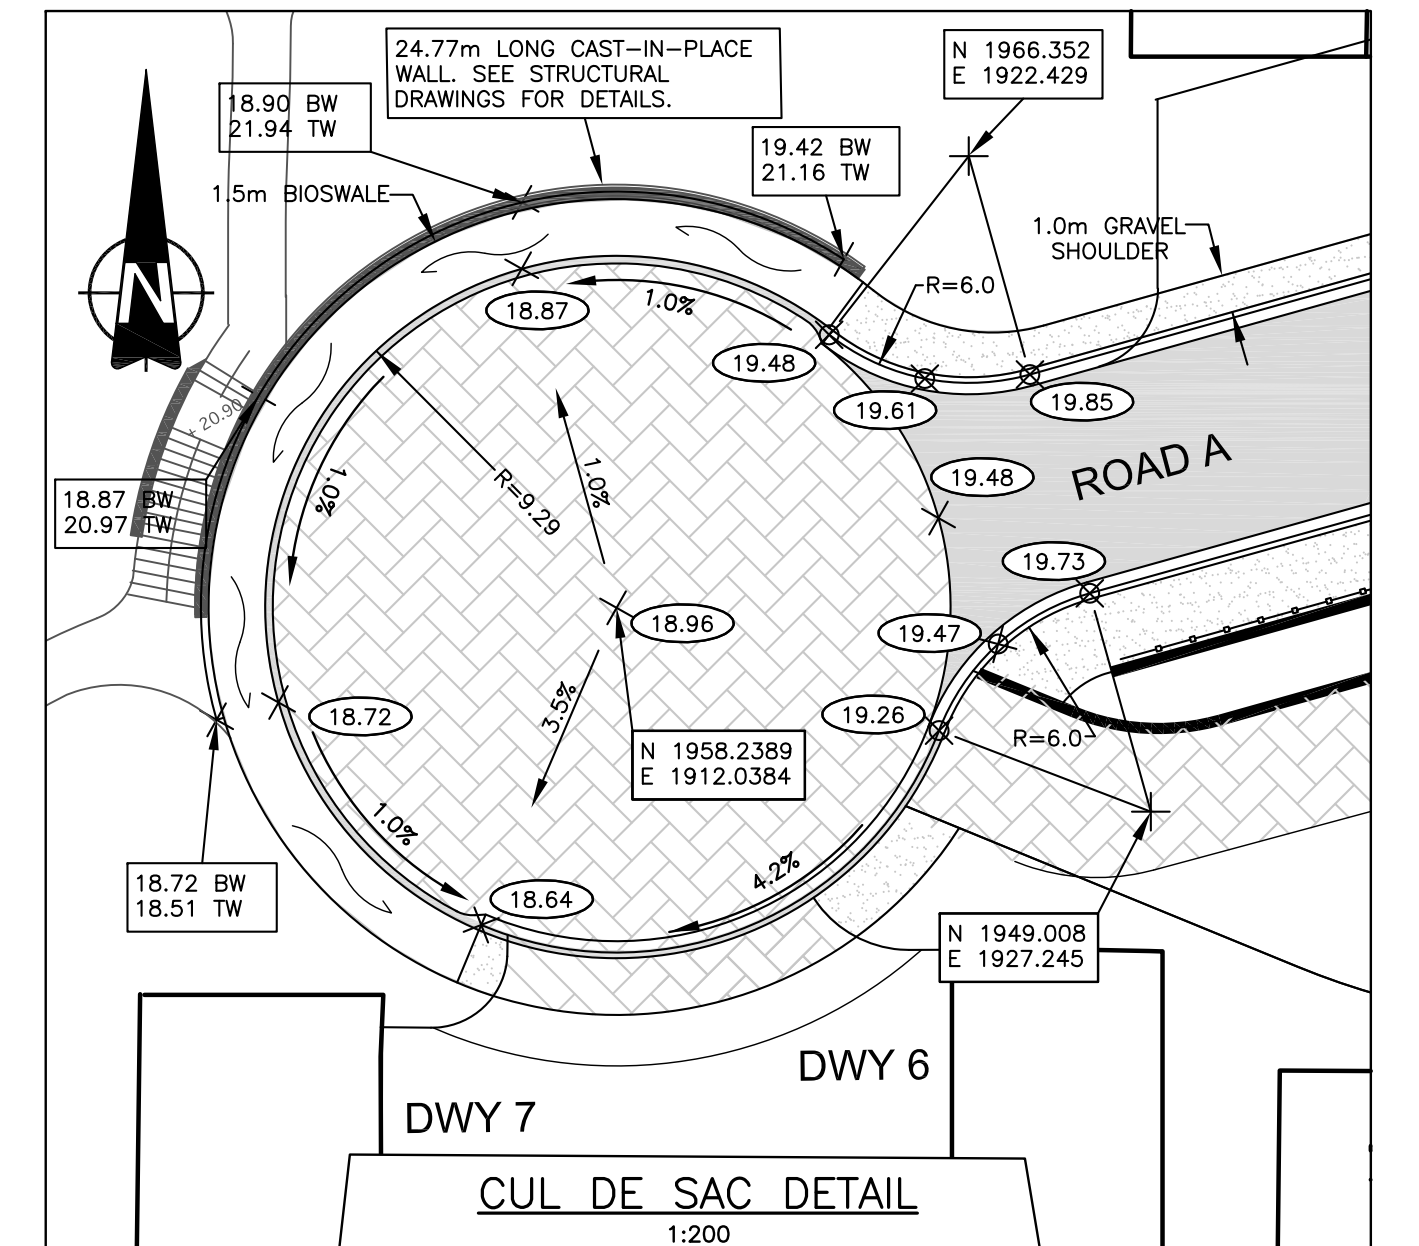 24.77m LONG CAST-IN-PLACE
WALL. SEE STRUCTURAL
DRAWINGS FOR DETAILS.
N 1966.352
E 1922.429
18.90 BW
21.94 TW
19.42 BW
21.16 TW
1.5m BIOSWALE
1.0m GRAVEL
SHOULDER
R=6.0
N
18.87
1.0%
19.48
19.61
19.85
+ 20.90
ROAD A
1.0%
1.0%
R=9.29
19.48
18.87 BW
20.97 TW
19.73
18.96
19.47
18.72
3.5%
19.26
R=6.0
N 1958.2389
E 1912.0384
1.0%
4.2%
18.72 BW
18.51 TW
18.64
N 1949.008
E 1927.245
DWY 6
DWY 7
CUL DE SAC DETAIL
1:200